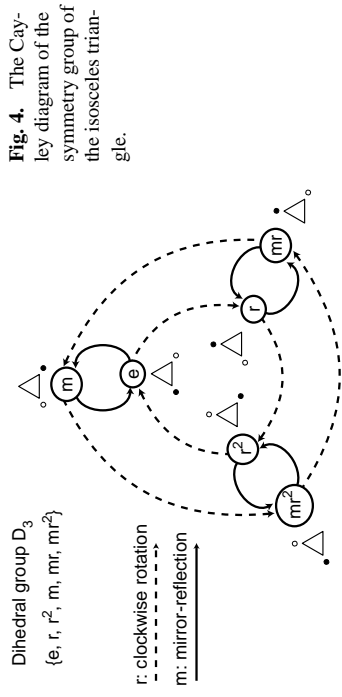 Dihedral group D₃
{e, r, r², m, mr, mr²}
r: clockwise rotation
m: mirror-reflection
m
e
r²
r
mr²
mr
Fig. 4. The Cay-
ley diagram of the
symmetry group of
the isosceles trian-
gle.